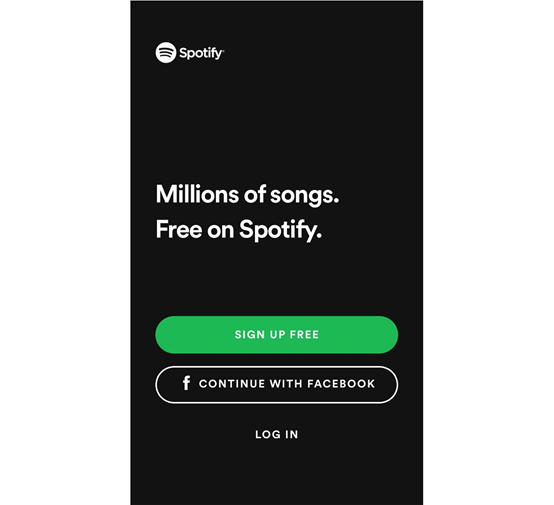 Spotify
Millions of songs.
Free on Spotify.
SIGN UP FREE
f CONTINUE WITH FACEBOOK
LOG IN